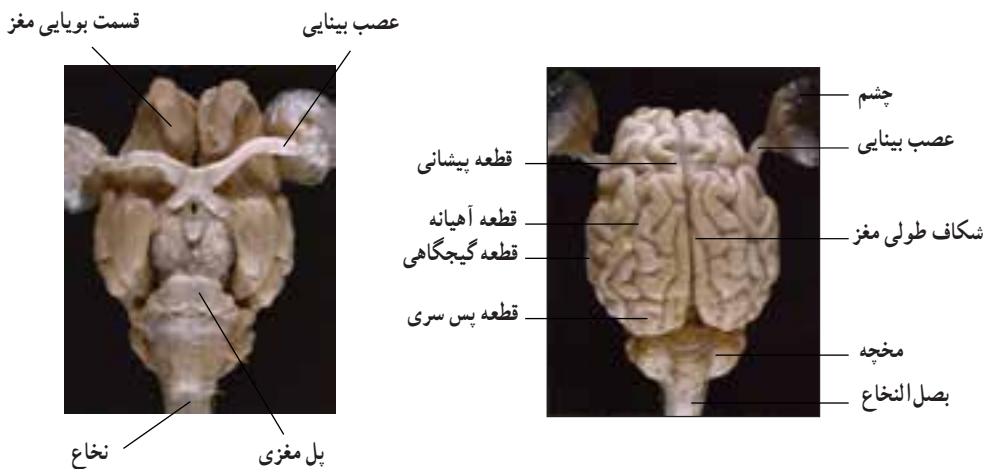 عصب بینایی
قسمت بویایی مغز
چشم
عصب بینایی
شکاف طولی مغز
مخچه
بصل النخاع
قطعه پیشانی
قطعه آهیانه
قطعه گیجگاهی
قطعه پس سری
پل مغزی
نخاع